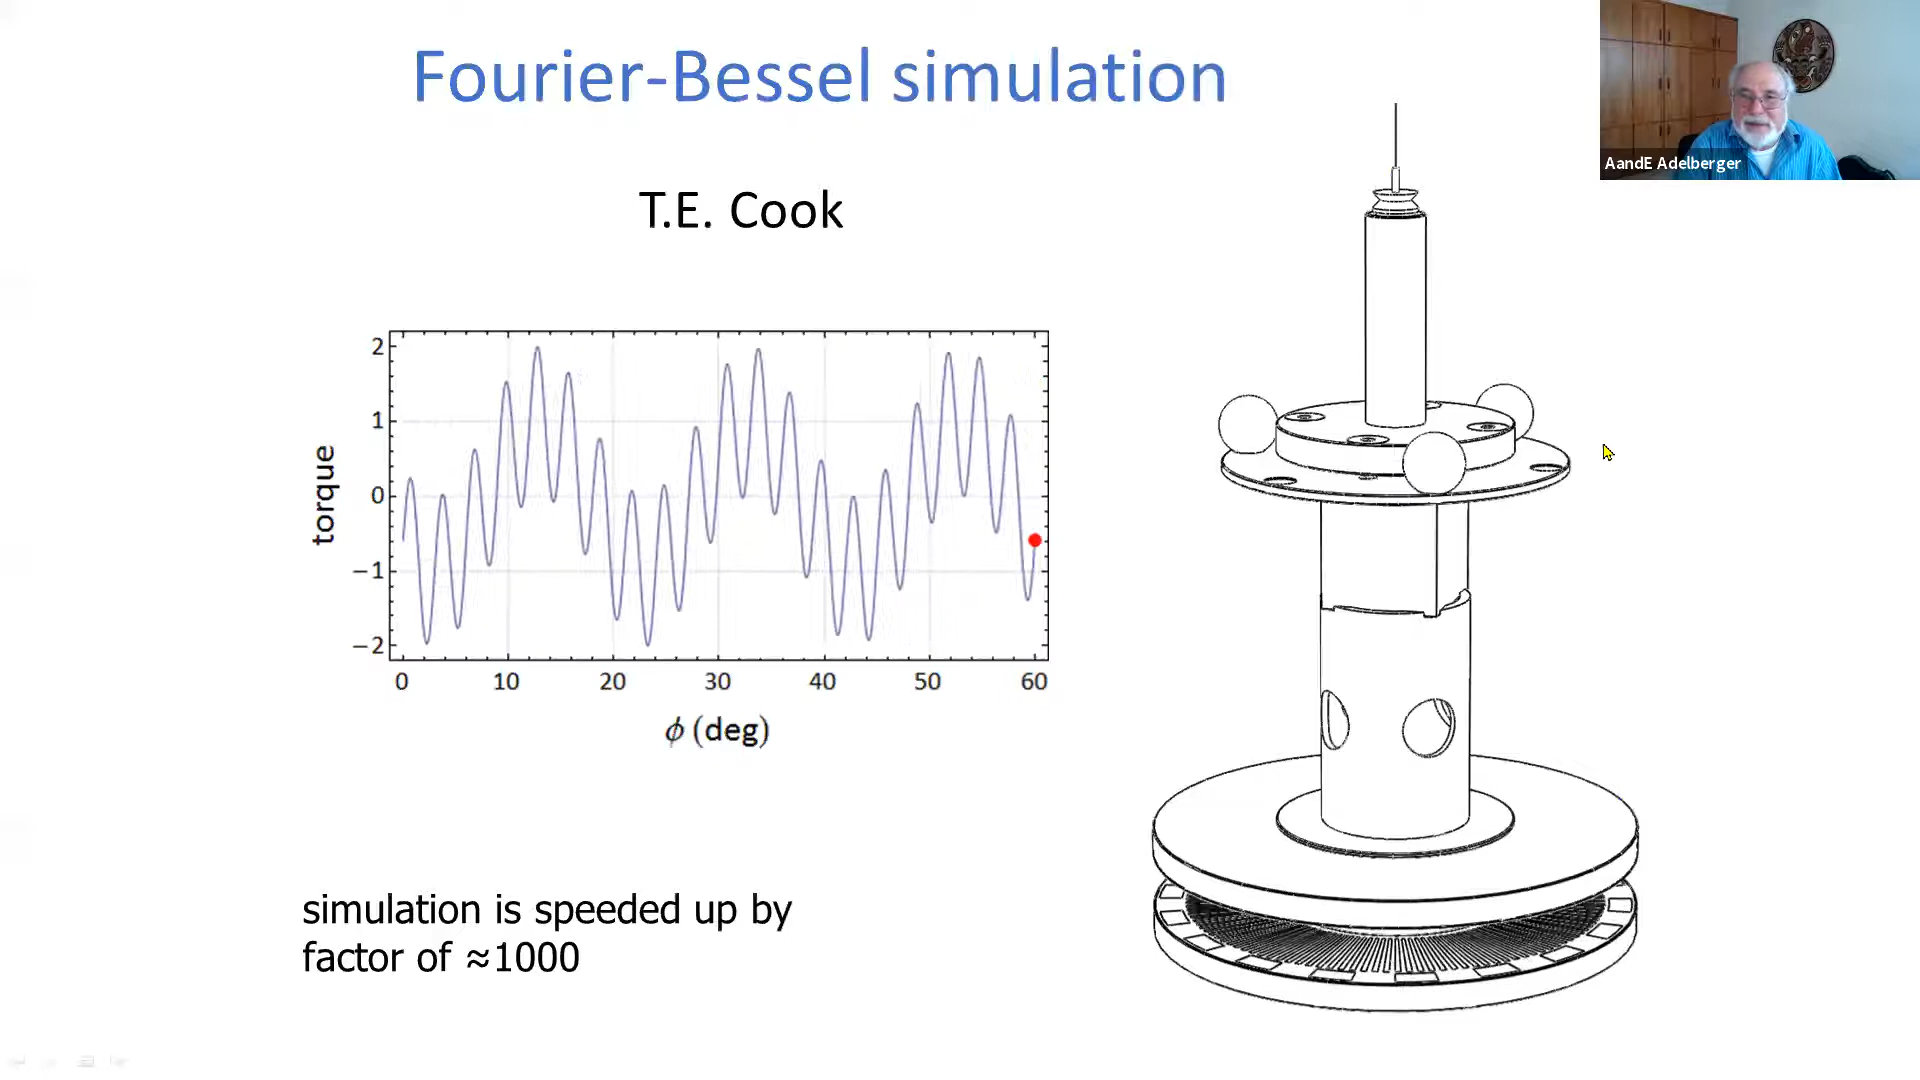 Fourier-Bessel simulation
AandE Adelberger
T.E. Cook
torque
2
1
0
−1
−2
0 10 20 30 40 50 60
ϕ (deg)
simulation is speeded up by
factor of ≈1000